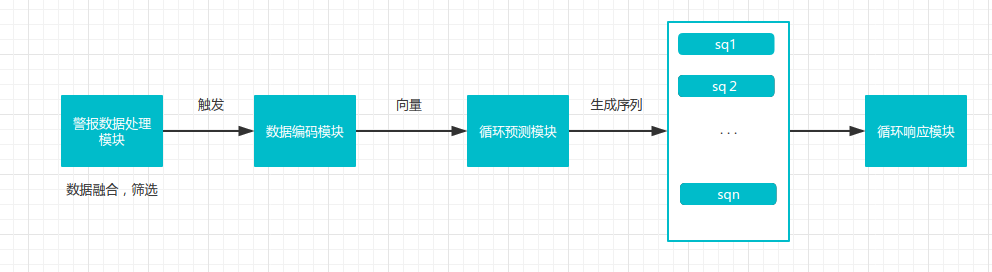 警报数据处理
模块
数据融合，筛选
触发
数据编码模块
向量
循环预测模块
生成序列
sq1
sq 2
...
sqn
循环响应模块